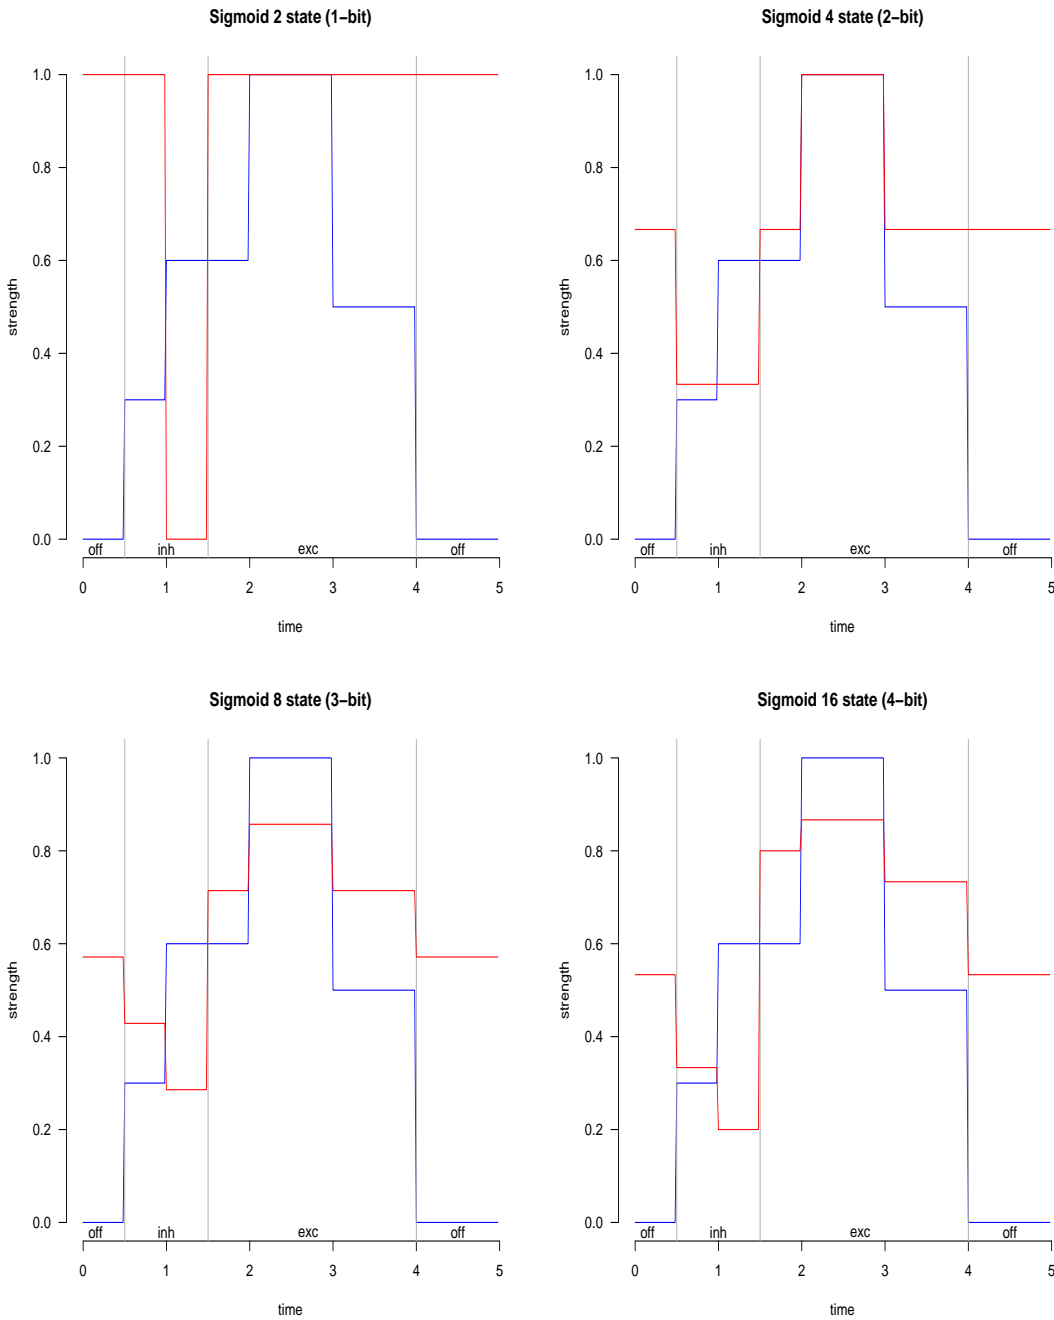 Sigmoid 2 state (1−bit)
1.0
0.8
0.6
0.4
0.2
0.0
strength
off inh exc off
0 1 2 3 4 5
time
Sigmoid 4 state (2−bit)
1.0
0.8
0.6
0.4
0.2
0.0
strength
off inh exc off
0 1 2 3 4 5
time
Sigmoid 8 state (3−bit)
1.0
0.8
0.6
0.4
0.2
0.0
strength
off inh exc off
0 1 2 3 4 5
time
Sigmoid 16 state (4−bit)
1.0
0.8
0.6
0.4
0.2
0.0
strength
off inh exc off
0 1 2 3 4 5
time